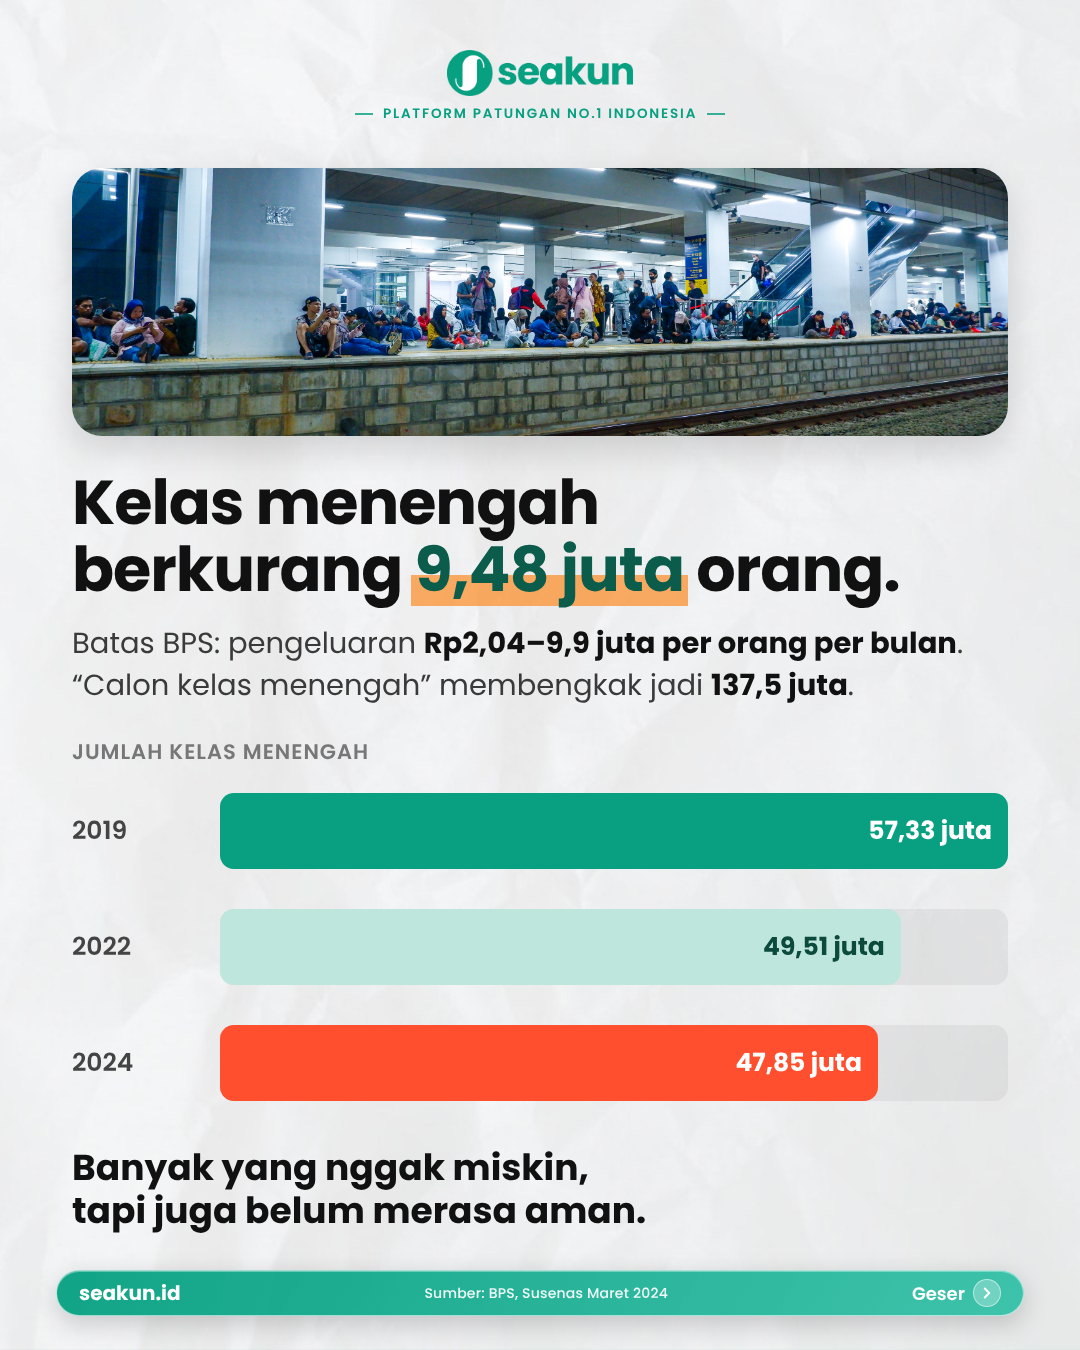 seakun
PLATFORM PATUNGAN NO.1 INDONESIA
Kelas menengah
berkurang 9,48 juta orang.
Batas BPS: pengeluaran Rp2,04–9,9 juta per orang per bulan.
“Calon kelas menengah” membengkak jadi 137,5 juta.
JUMLAH KELAS MENENGAH
2019 57,33 juta
2022 49,51 juta
2024 47,85 juta
Banyak yang nggak miskin,
tapi juga belum merasa aman.
seakun.id Sumber: BPS, Susenas Maret 2024 Geser